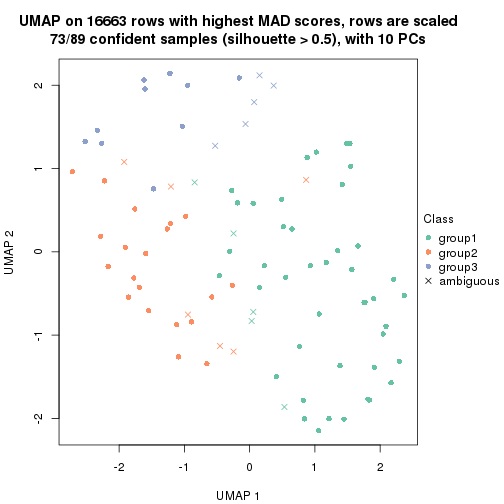 UMAP on 16663 rows with highest MAD scores, rows are scaled
73/89 confident samples (silhouette > 0.5), with 10 PCs
2
1
0
-1
-2
UMAP 2
-2
-1
0
1
2
UMAP 1
Class
group1
group2
group3
ambiguous